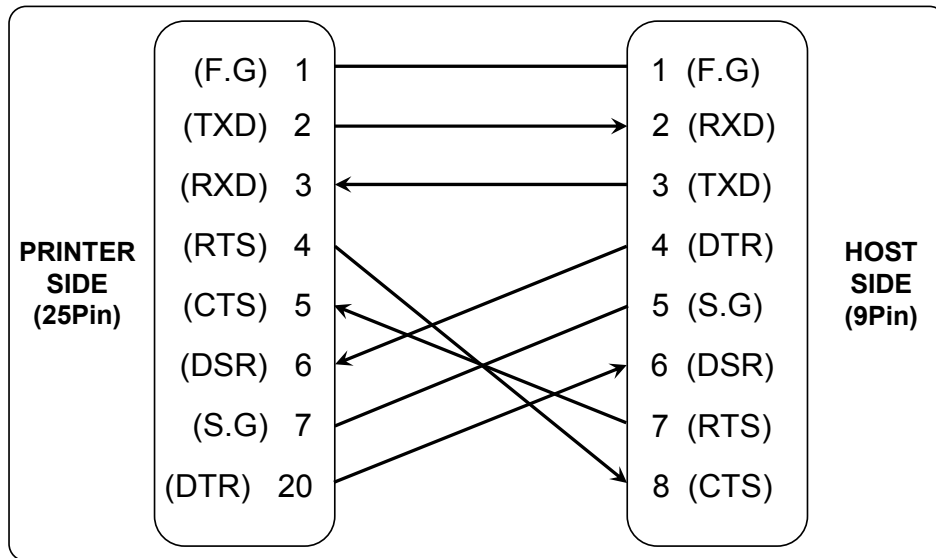 (F.G) 1 1 (F.G)
(TXD) 2 2 (RXD)
(RXD) 3 3 (TXD)
(RTS) 4 4 (DTR)
PRINTER
SIDE
(25Pin)
HOST
SIDE
(9Pin)
(CTS) 5 5 (S.G)
(DSR) 6 6 (DSR)
(S.G) 7 7 (RTS)
(DTR) 20 8 (CTS)